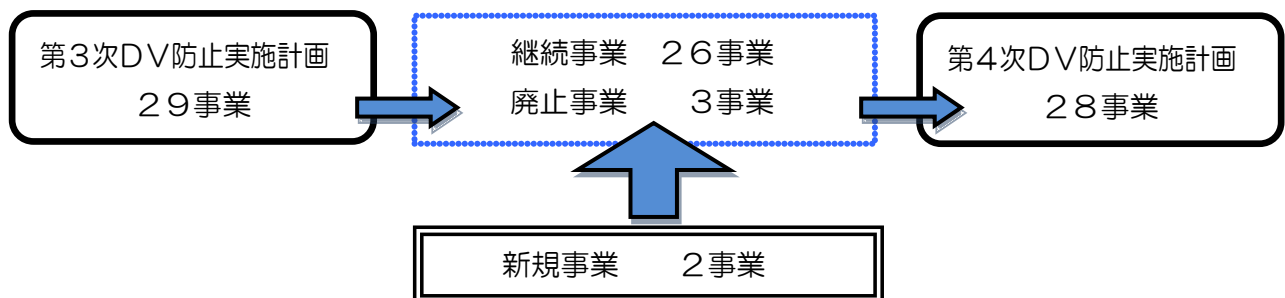 第３次ＤＶ防止実施計画
２９事業
継続事業　２６事業
廃止事業　　３事業
第４次ＤＶ防止実施計画
２８事業
新規事業　　２事業